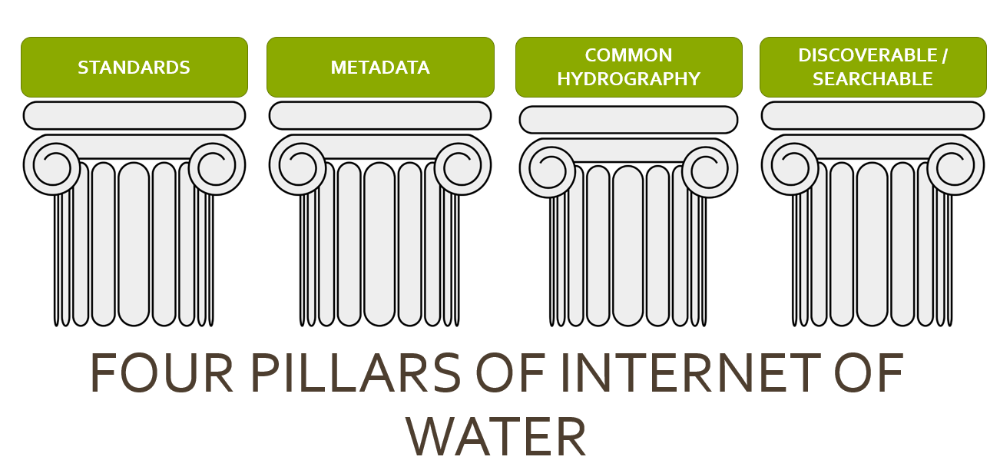 STANDARDS
METADATA
COMMON
HYDROGRAPHY
DISCOVERABLE /
SEARCHABLE
FOUR PILLARS OF INTERNET OF
WATER